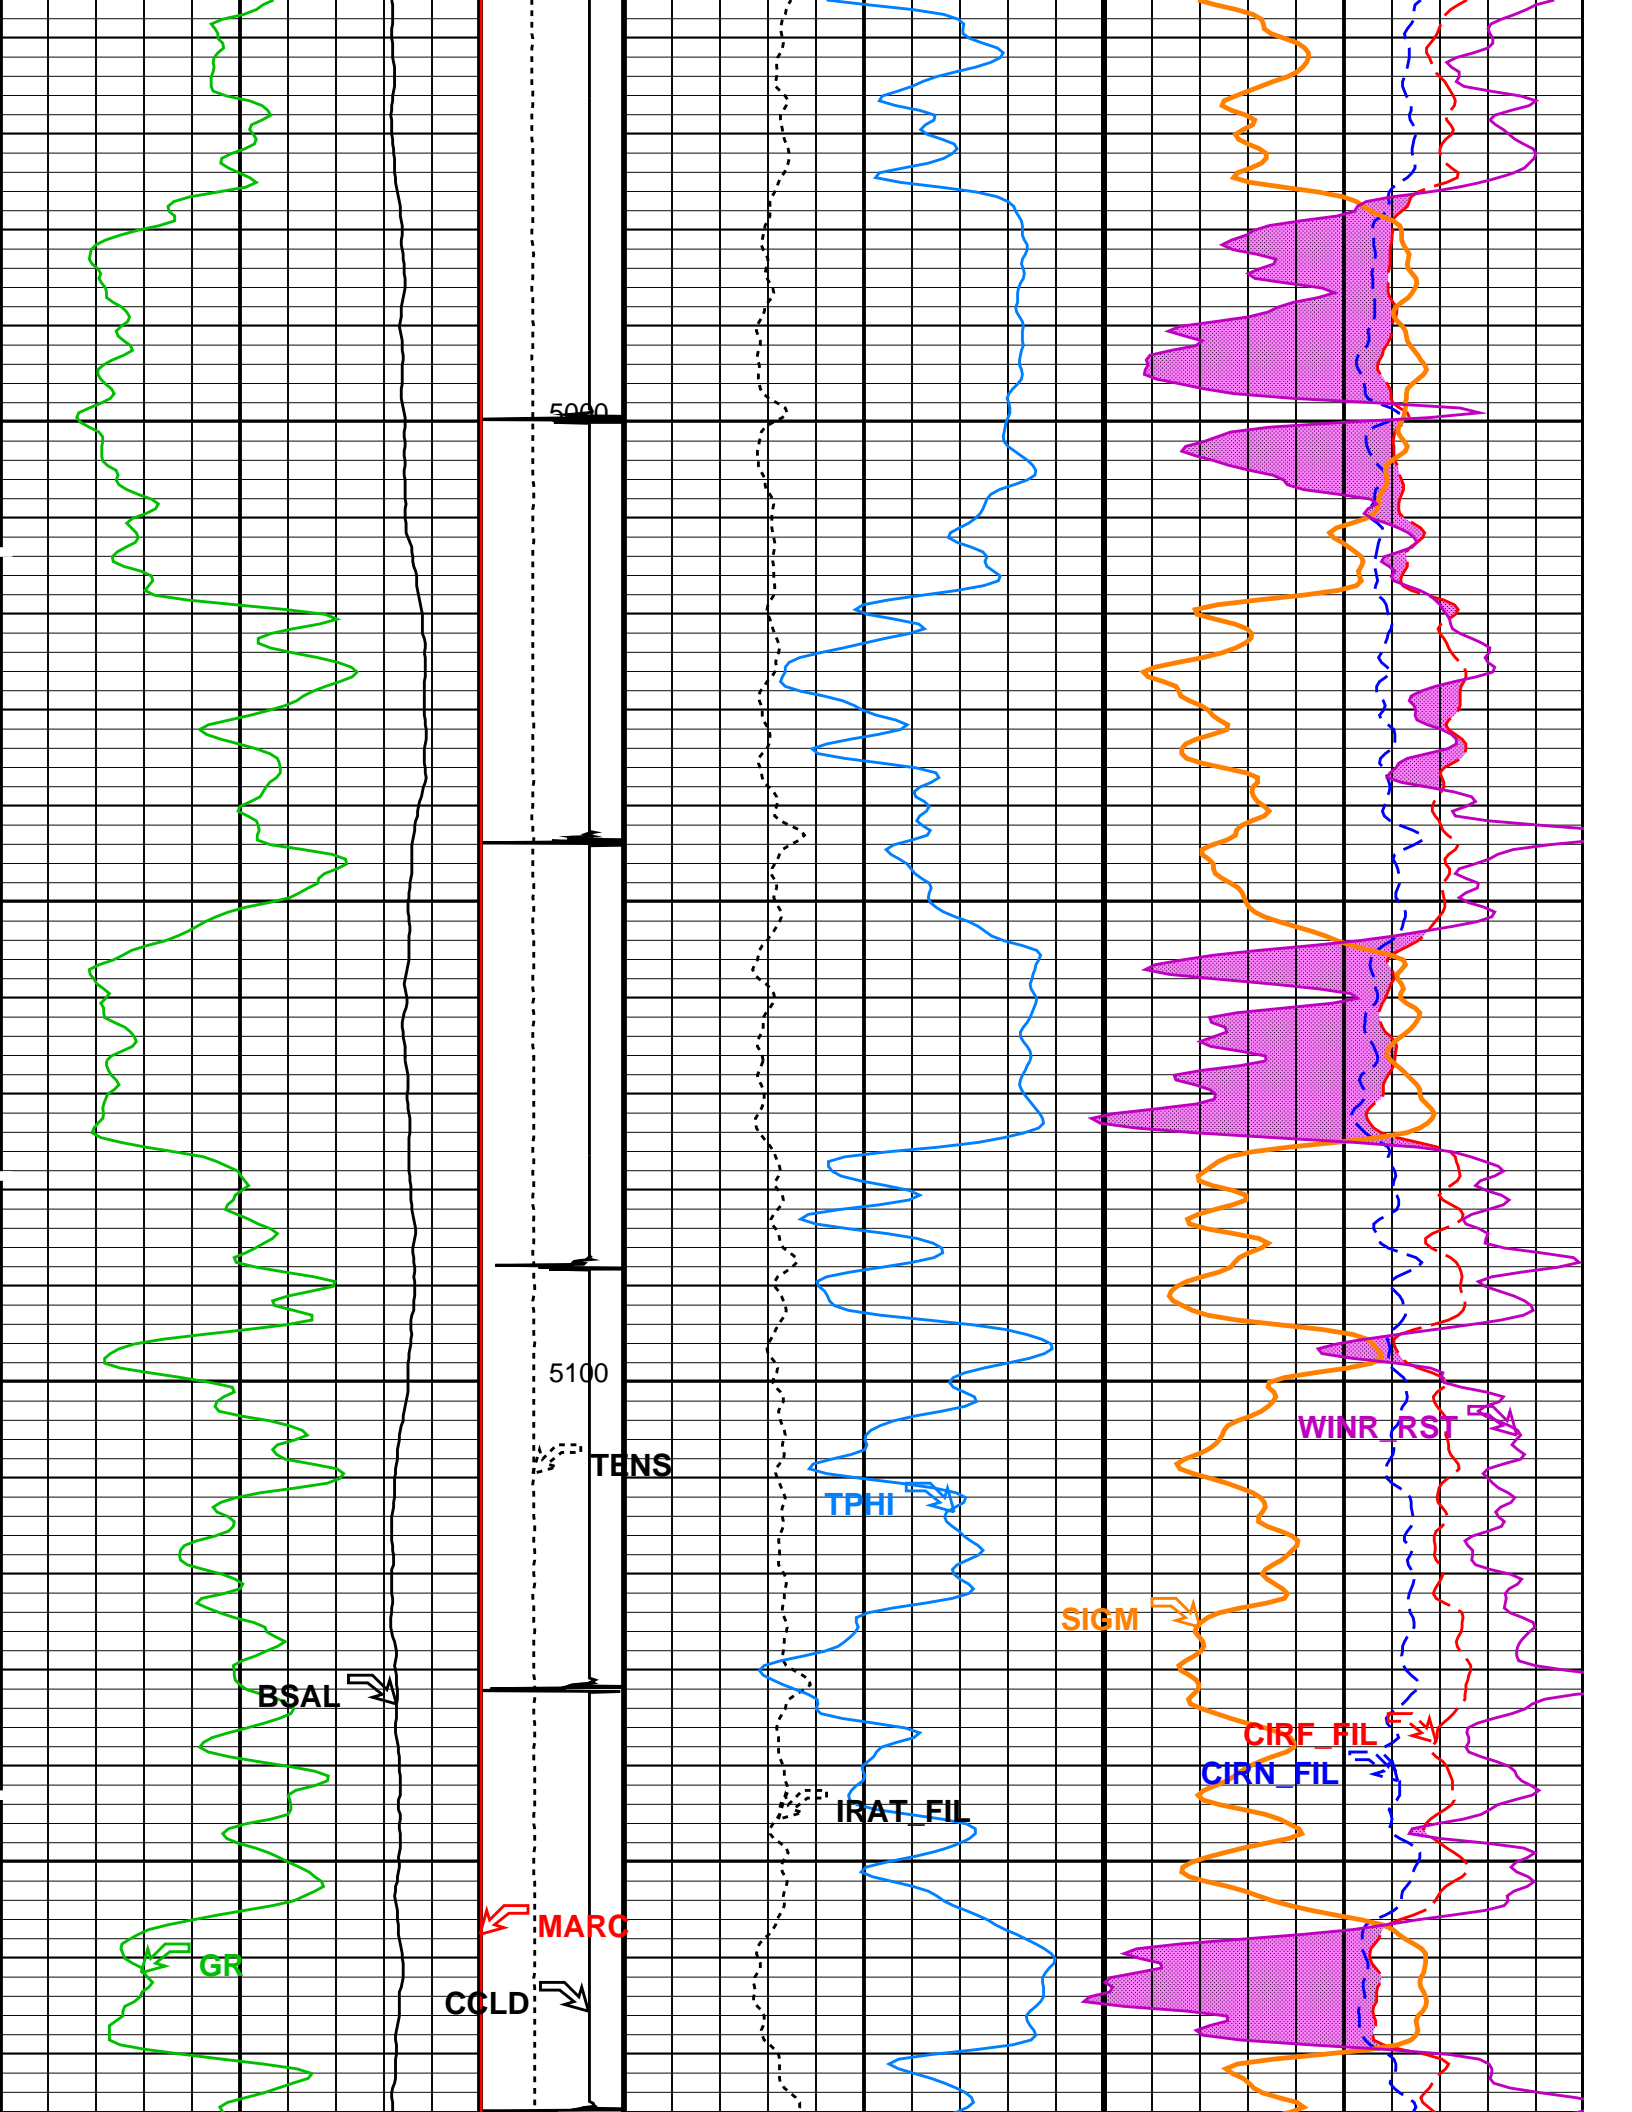 5000
5100
WINR_RST
TENS
TPHI
SIGM
BSAL
CIRF_FIL
CIRN_FIL
IRAT_FIL
MARC
GR
CCLD